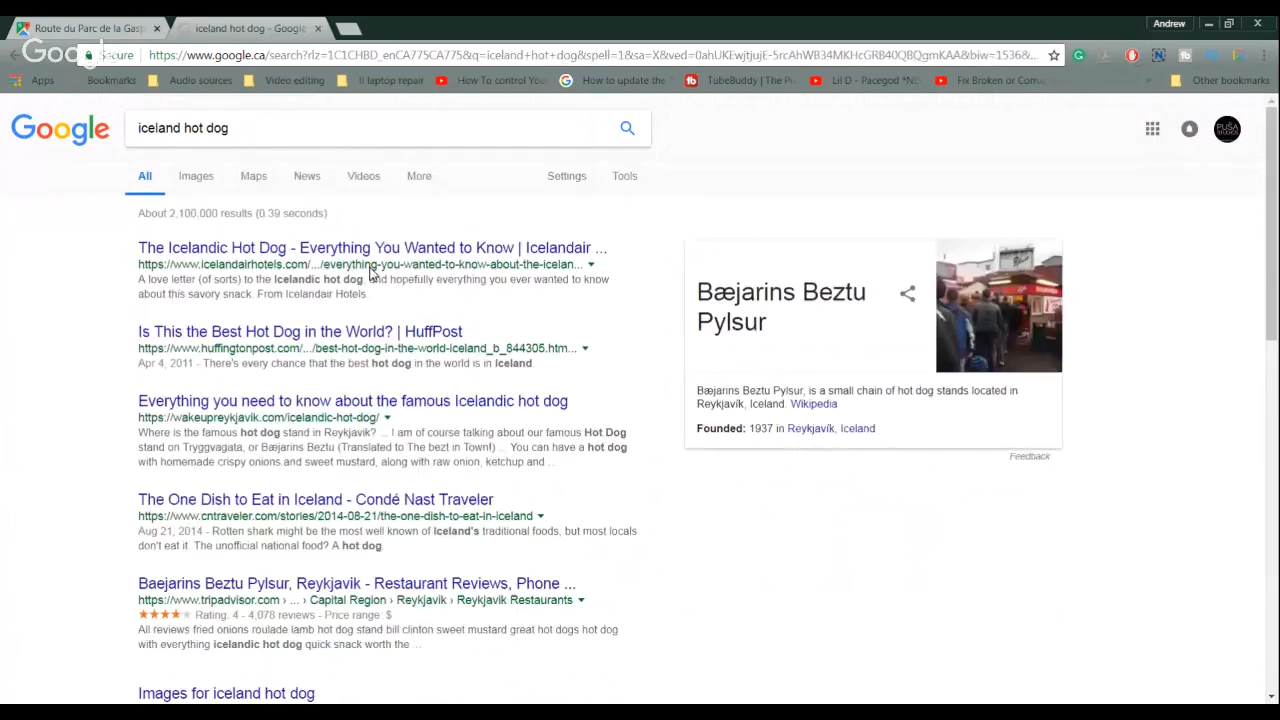 Route du Parc de la Gasp
iceland hot dog - Google
Andrew
Google
Secure
https://www.google.ca/search?rlz=1C1CHBD_enCA775CA775&q=iceland+hot+dog&spell=1&sa=X&ved=0ahUKEwjtjujE-5rcAhWB34MKHcGRB40QBQgmKAA&biw=1536&...
Apps
Bookmarks
Audio sources
Video editing
II laptop repair
How To control You
How to update the
TubeBuddy | The Pr
Lil D - Pacegod *N
Fix Broken or Corrup
Other bookmarks
Google
iceland hot dog
PUSA
STUDIOS
All
Images
Maps
News
Videos
More
Settings
Tools
About 2,100,000 results (0.39 seconds)
The Icelandic Hot Dog - Everything You Wanted to Know | Icelandair ...
https://www.icelandairhotels.com/.../everything-you-wanted-to-know-about-the-icelan...
A love letter (of sorts) to the Icelandic hot dog and hopefully everything you ever wanted to know
about this savory snack. From Icelandair Hotels.
Is This the Best Hot Dog in the World? | HuffPost
https://www.huffingtonpost.com/.../best-hot-dog-in-the-world-iceland_b_844305.htm...
Apr 4, 2011 - There's every chance that the best hot dog in the world is in Iceland.
Everything you need to know about the famous Icelandic hot dog
https://wakeupreykjavik.com/icelandic-hot-dog/
Where is the famous hot dog stand in Reykjavik? ... I am of course talking about our famous Hot Dog
stand on Tryggvagata, or Bæjarins Beztu (Translated to The bezt in Town!) ... You can have a hot dog
with homemade crispy onions and sweet mustard, along with raw onion, ketchup and ...
The One Dish to Eat in Iceland - Condé Nast Traveler
https://www.cntraveler.com/stories/2014-08-21/the-one-dish-to-eat-in-iceland
Aug 21, 2014 - Rotten shark might be the most well known of Iceland's traditional foods, but most locals
don't eat it. The unofficial national food? A hot dog
Baejarins Beztu Pylsur, Reykjavik - Restaurant Reviews, Phone ...
https://www.tripadvisor.com › ... › Capital Region › Reykjavik › Reykjavik Restaurants
Rating: 4 - 4,078 reviews - Price range: $
All reviews fried onions roulade lamb hot dog stand bill clinton sweet mustard great hot dogs hot dog
with everything icelandic hot dog quick snack worth the ...
Images for iceland hot dog
Bæjarins Beztu
Pylsur
Bæjarins Beztu Pylsur, is a small chain of hot dog stands located in
Reykjavík, Iceland. Wikipedia
Founded: 1937 in Reykjavík, Iceland
Feedback